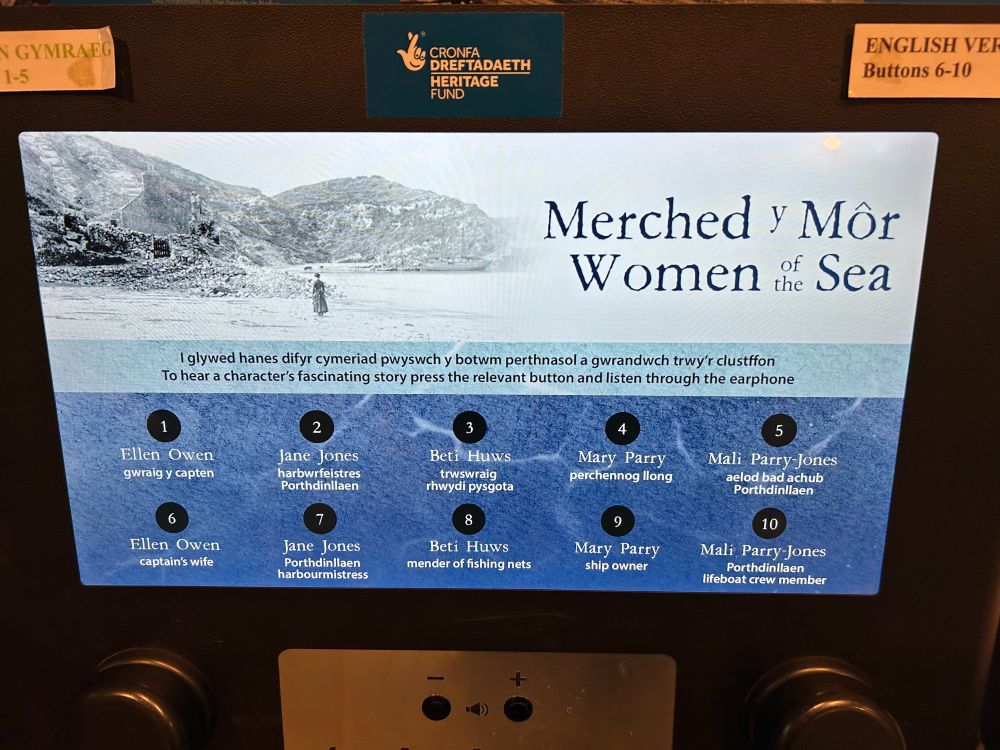 N GYMRAEG
1-5
CRONFA
DREFTADAETH
HERITAGE
FUND
ENGLISH VER
Buttons 6-10
Merched y Môr
Women of the Sea
I glywed hanes difyr cymeriad pwyswch y botwm perthnasol a gwrandwch trwy'r clustffon
To hear a character's fascinating story press the relevant button and listen through the earphone
1
Ellen Owen
gwraig y capten
2
Jane Jones
harbwrfeistres
Porthdinllaen
3
Beti Huws
trwswraig
rhwydi pysgota
4
Mary Parry
perchennog llong
5
Mali Parry-Jones
aelod bad achub
Porthdinllaen
6
Ellen Owen
captain's wife
7
Jane Jones
Porthdinllaen
harbourmistress
8
Beti Huws
mender of fishing nets
9
Mary Parry
ship owner
10
Mali Parry-Jones
Porthdinllaen
lifeboat crew member
− +